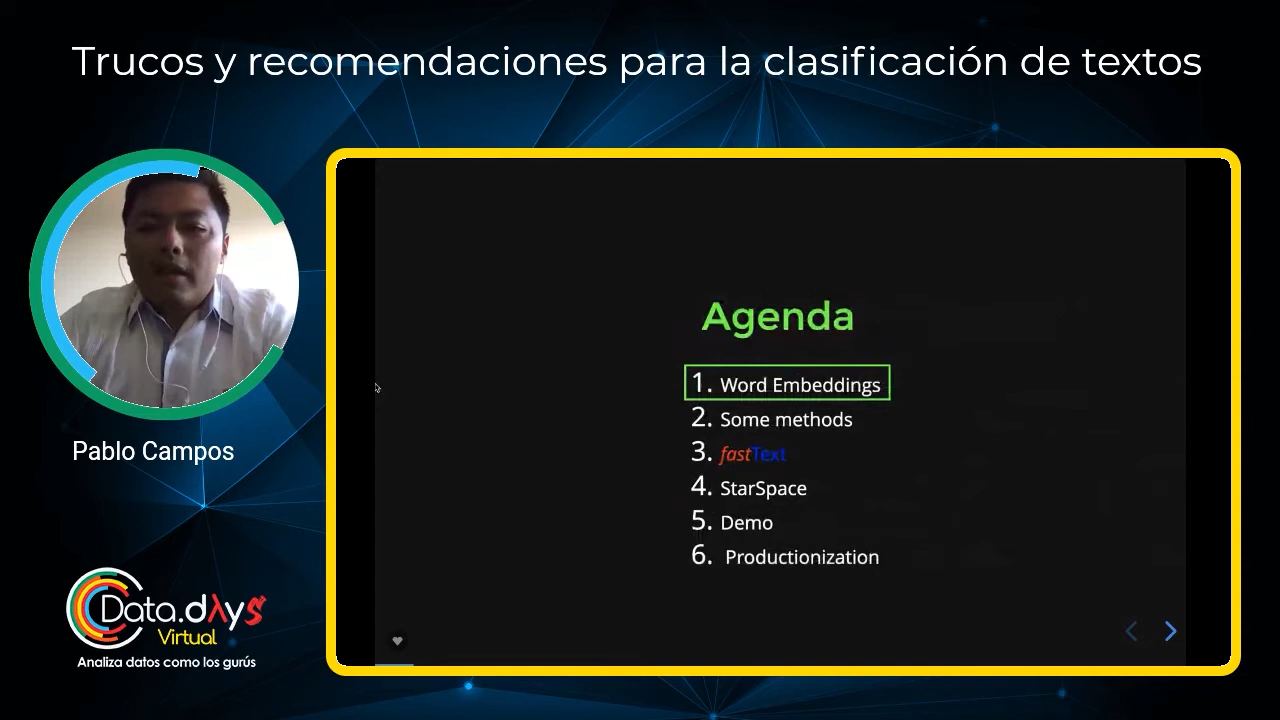 Trucos y recomendaciones para la clasificación de textos
Agenda
1. Word Embeddings
2. Some methods
3. fastText
4. StarSpace
5. Demo
6. Productionization
Pablo Campos
Data.dλys
Virtual
Analiza datos como los gurús